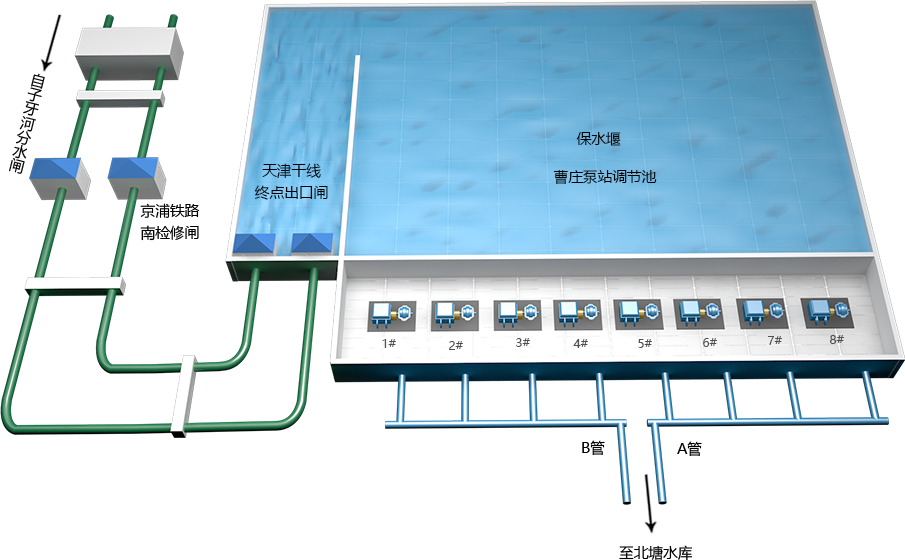 自子牙河分水闸
京浦铁路
南检修闸
天津干线
终点出口闸
保水堰
曹庄泵站调节池
1#
2#
3#
4#
5#
6#
7#
8#
B管
A管
至北塘水库